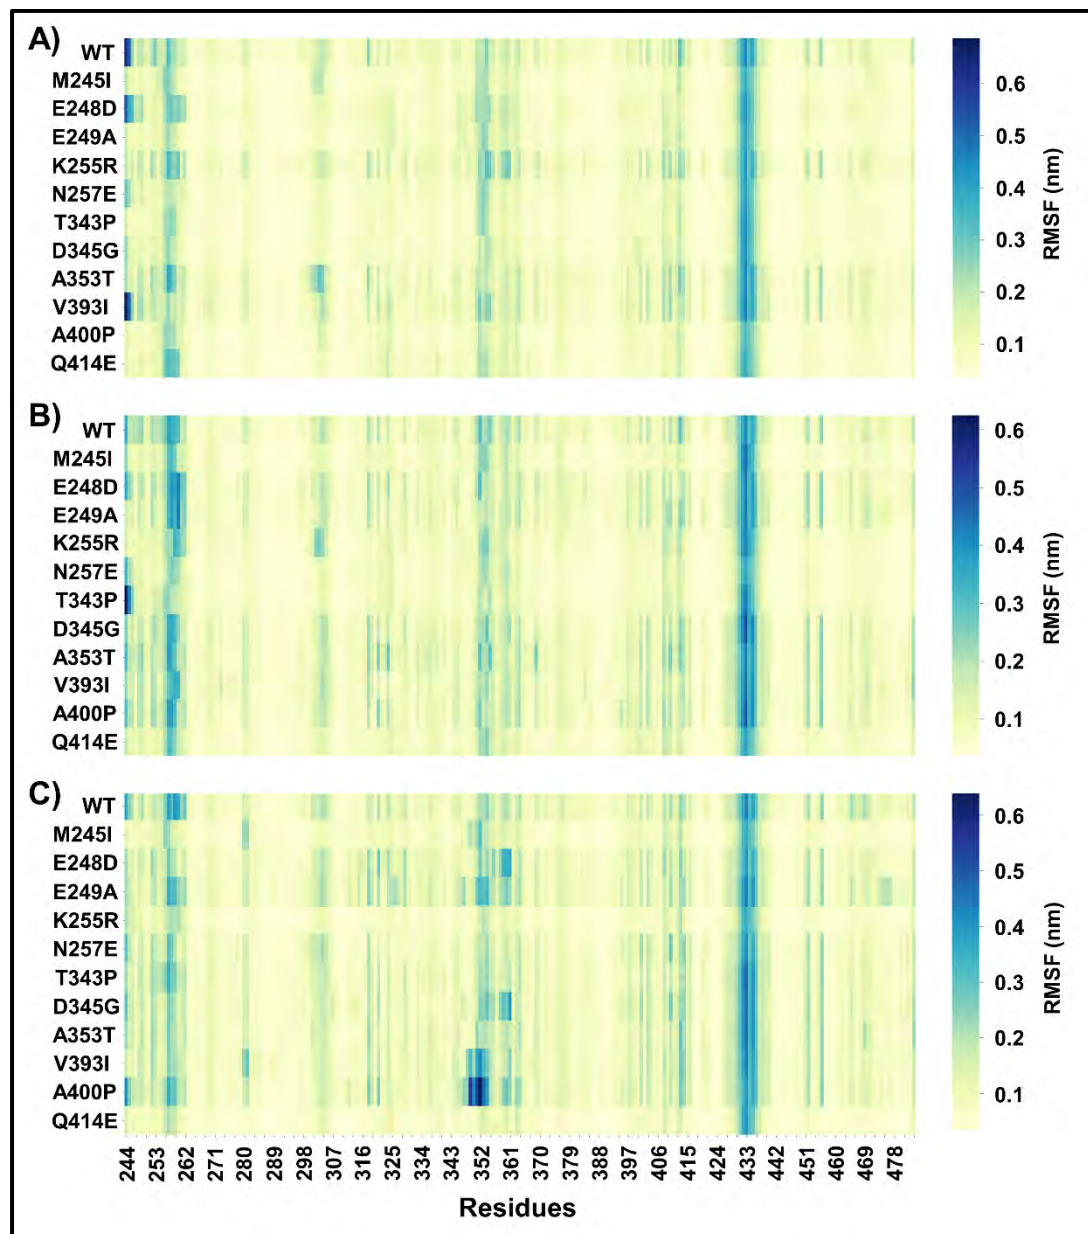 A)
WT
M245I
E248D
E249A
K255R
N257E
T343P
D345G
A353T
V393I
A400P
Q414E
0.6
0.5
0.4
0.3
0.2
0.1
RMSF (nm)
B)
WT
M245I
E248D
E249A
K255R
N257E
T343P
D345G
A353T
V393I
A400P
Q414E
0.6
0.5
0.4
0.3
0.2
0.1
RMSF (nm)
C)
WT
M245I
E248D
E249A
K255R
N257E
T343P
D345G
A353T
V393I
A400P
Q414E
0.6
0.5
0.4
0.3
0.2
0.1
RMSF (nm)
244 253 262 271 280 289 298 307 316 325 334 343 352 361 370 379 388 397 406 415 424 433 442 451 460 469 478
Residues